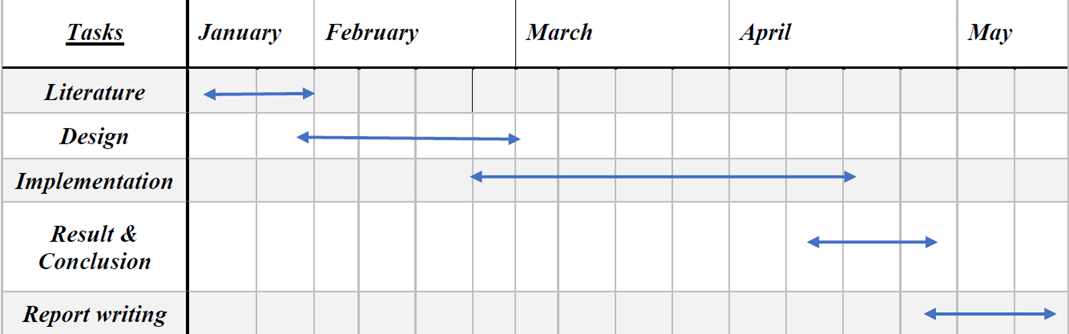 Tasks January February March April May
Literature
Design
Implementation
Result &
Conclusion
Report writing